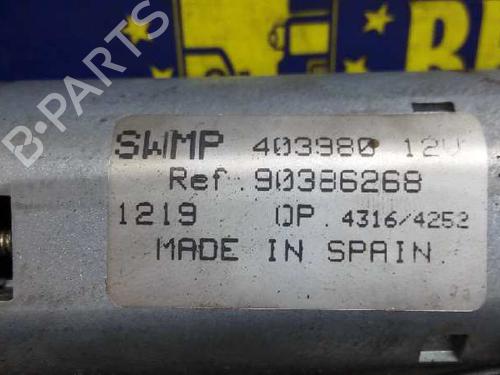 B-PARTS
SWMP 403980 12V
Ref.90386268
1219 OP. 4316/4252
MADE IN SPAIN.